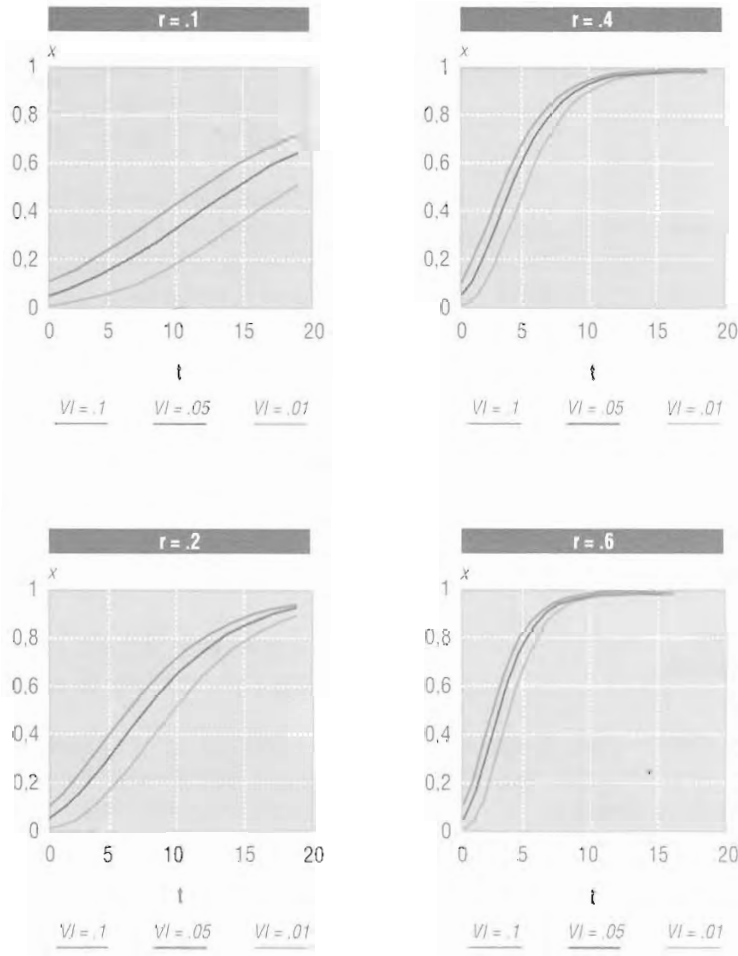 r = .1
x
1
0,8
0,6
0,4
0,2
0
0 5 10 15 20
t
VI = .1 VI = .05 VI = .01
r = .4
x
1
0,8
0,6
0,4
0,2
0
0 5 10 15 20
t
VI = .1 VI = .05 VI = .01
r = .2
x
1
0,8
0,6
0,4
0,2
0
0 5 10 15 20
t
VI = .1 VI = .05 VI = .01
r = .6
x
1
0,8
0,6
0,4
0,2
0
0 5 10 15 20
t
VI = .1 VI = .05 VI = .01